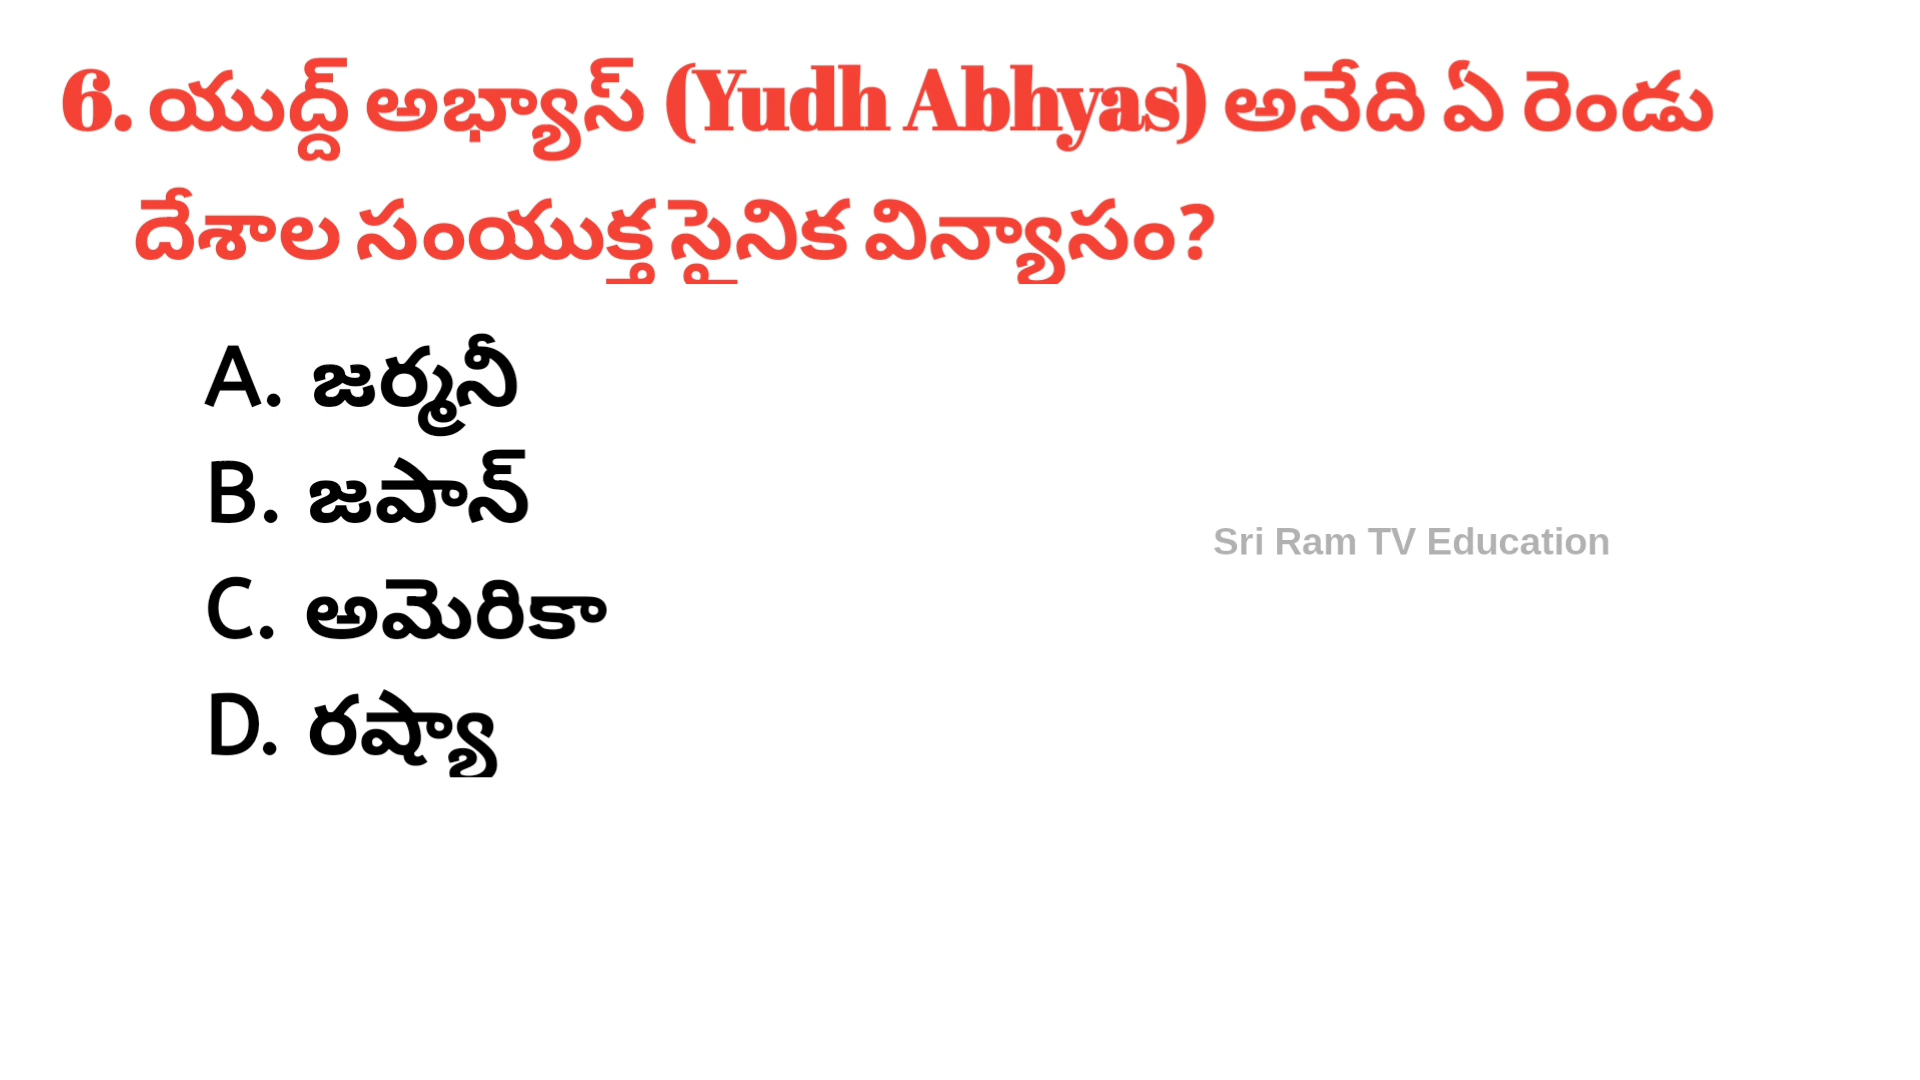 6. యుద్ధ్ అభ్యాస్ (Yudh Abhyas) అనేది ఏ రెండు
దేశాల సంయుక్త సైనిక విన్యాసం?
A. జర్మనీ
B. జపాన్
C. అమెరికా
D. రష్యా
Sri Ram TV Education